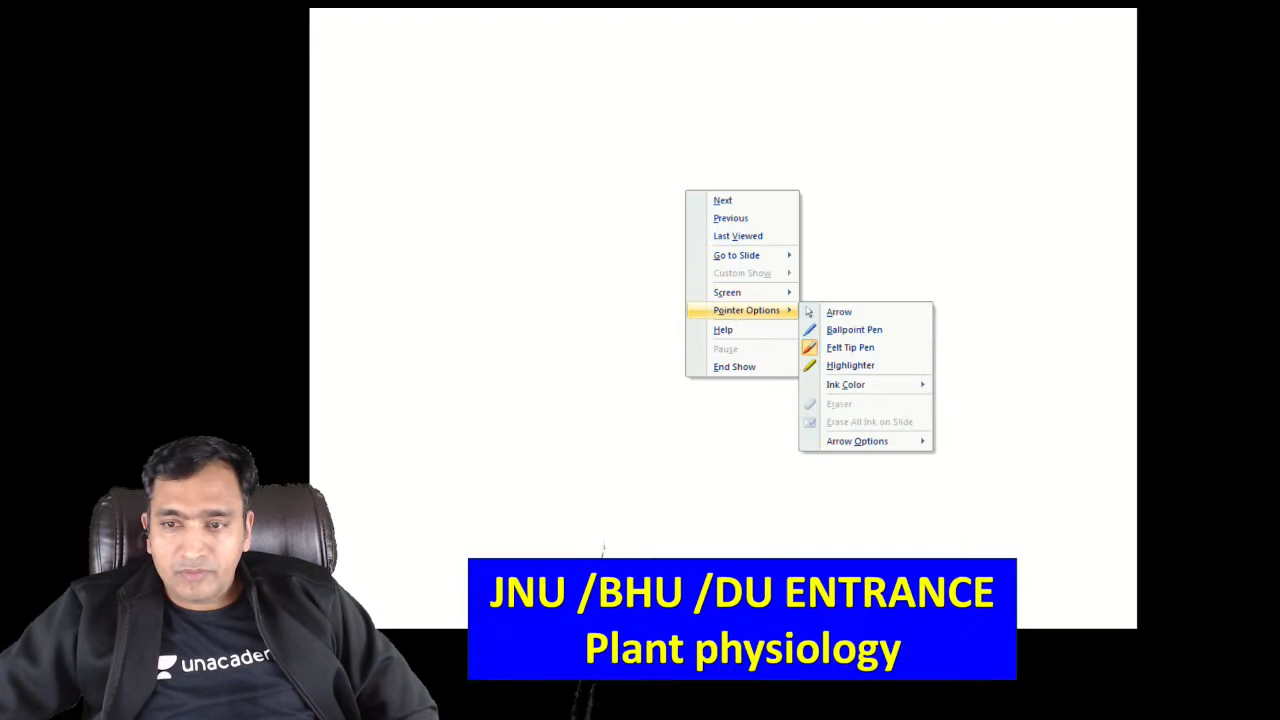 Next
Previous
Last Viewed
Go to Slide
Custom Show
Screen
Pointer Options
Help
Pause
End Show
Arrow
Ballpoint Pen
Felt Tip Pen
Highlighter
Ink Color
Eraser
Erase All Ink on Slide
Arrow Options
unacader
JNU /BHU /DU ENTRANCE
Plant physiology